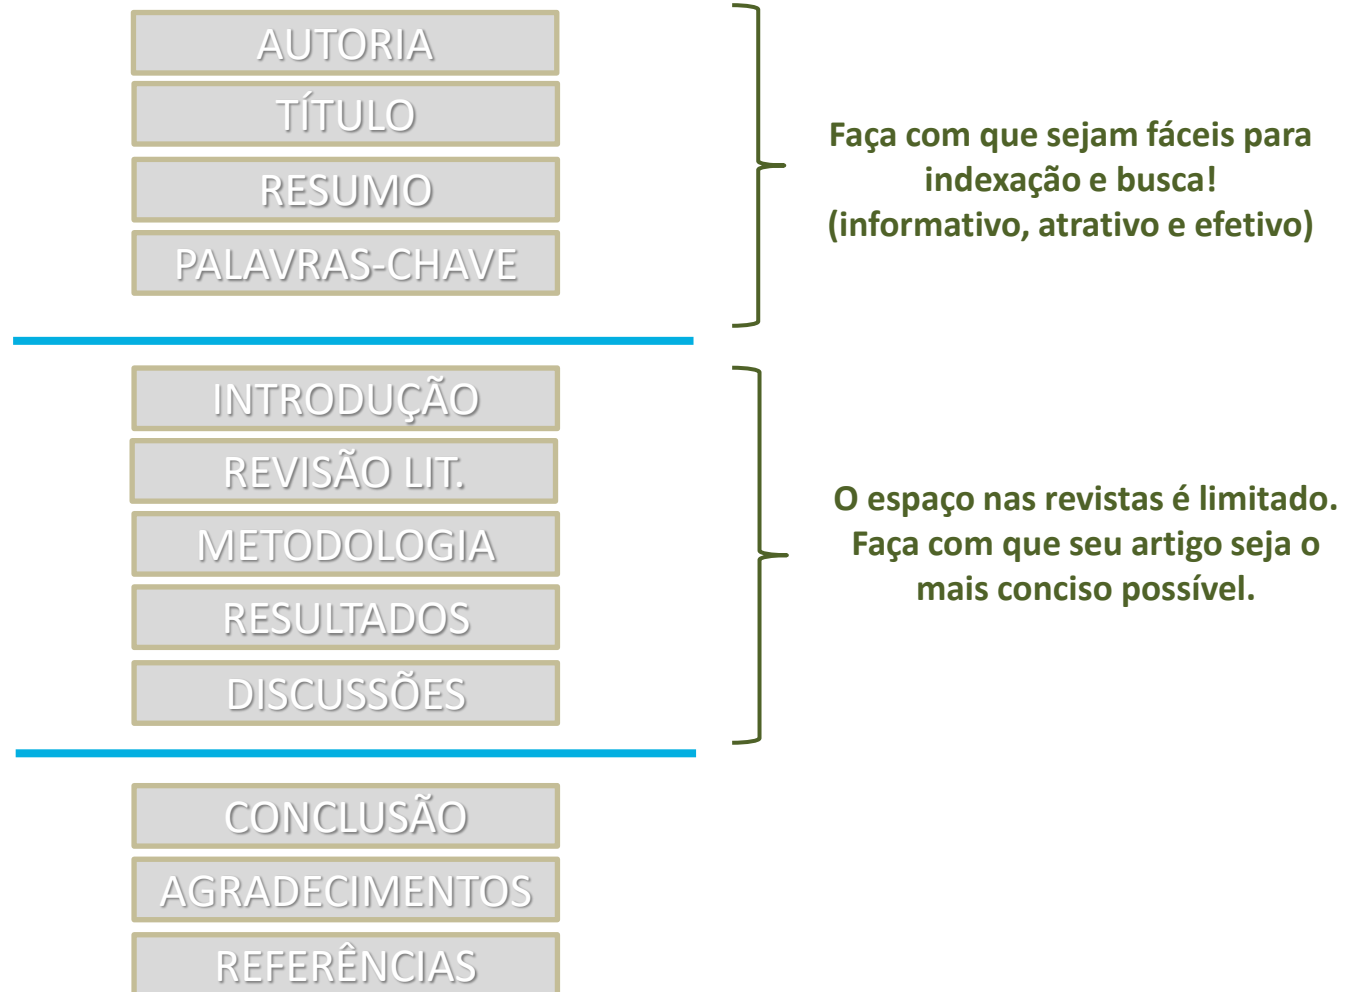 AUTORIA
TÍTULO
RESUMO
PALAVRAS-CHAVE
Faça com que sejam fáceis para
indexação e busca!
(informativo, atrativo e efetivo)
INTRODUÇÃO
REVISÃO LIT.
METODOLOGIA
RESULTADOS
DISCUSSÕES
O espaço nas revistas é limitado.
Faça com que seu artigo seja o
mais conciso possível.
CONCLUSÃO
AGRADECIMENTOS
REFERÊNCIAS